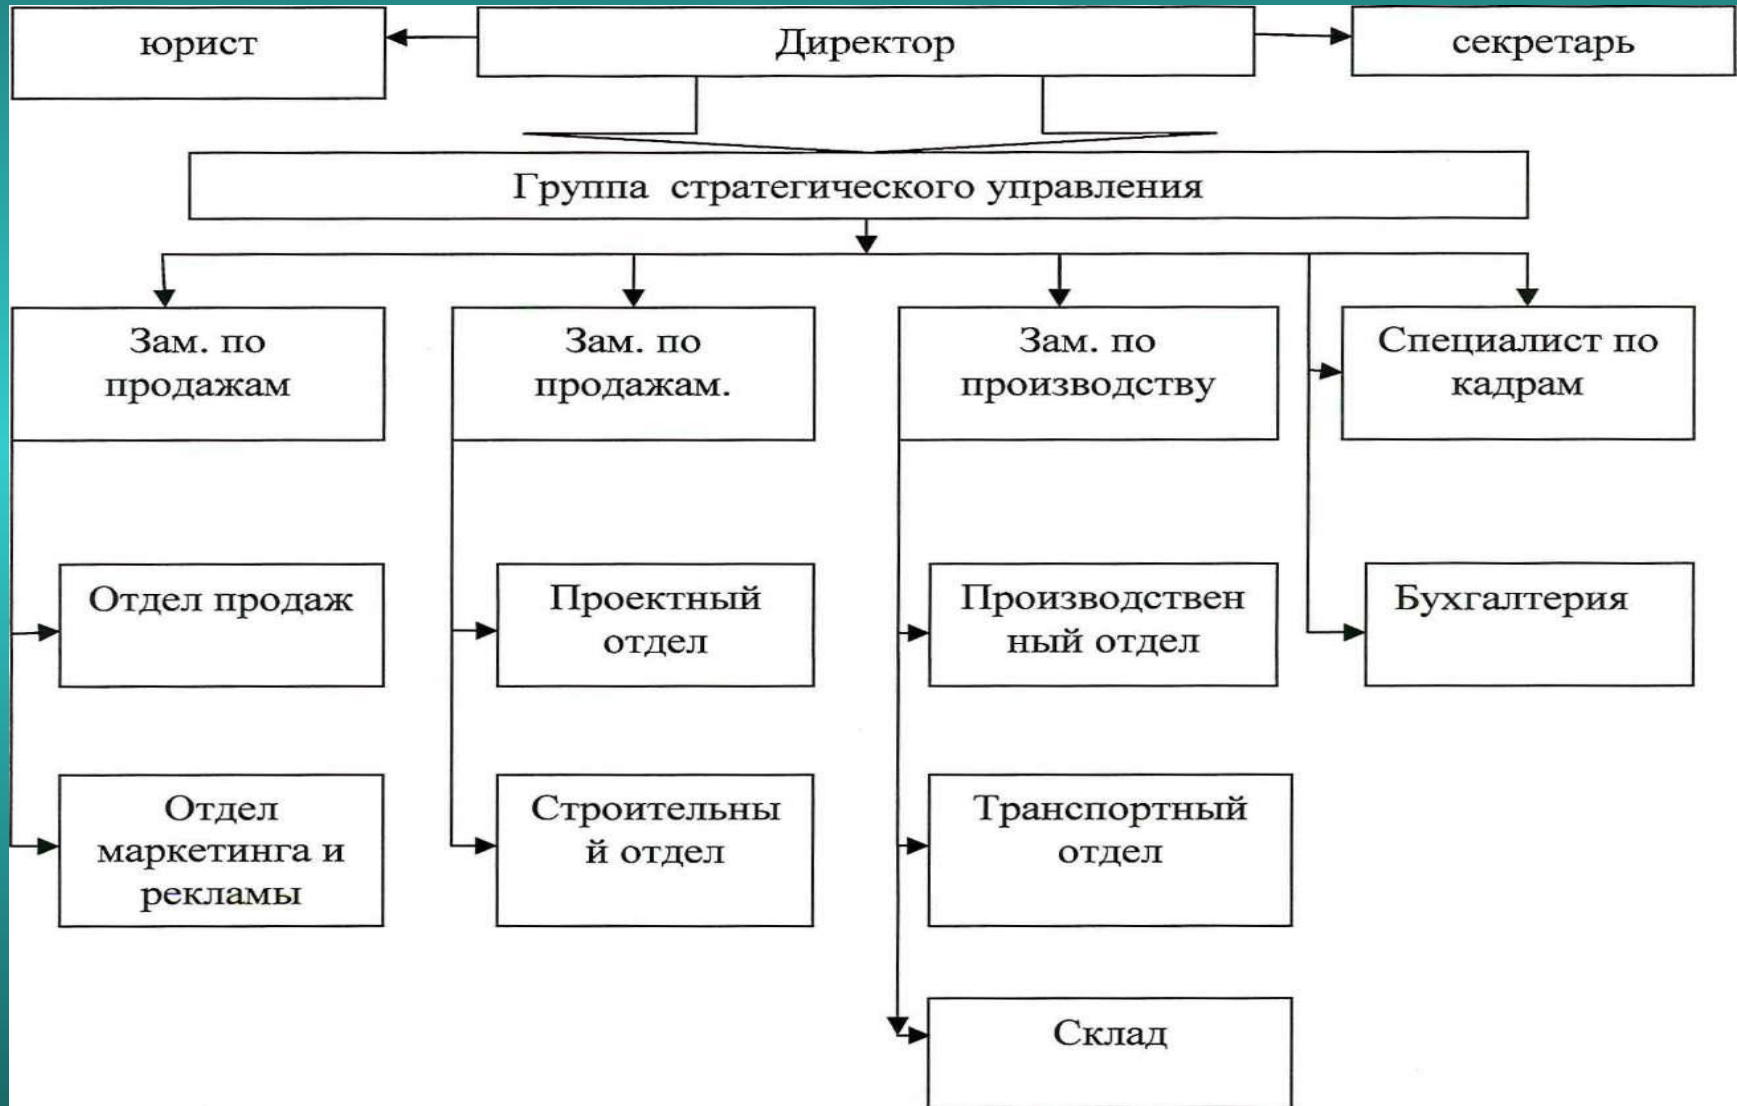 юрист
Директор
секретарь
Группа стратегического управления
Зам. по
продажам
Зам. по
продажам.
Зам. по
производству
Специалист по
кадрам
Отдел продаж
Проектный
отдел
Производствен
ный отдел
Бухгалтерия
Отдел
маркетинга и
рекламы
Строительны
й отдел
Транспортный
отдел
Склад